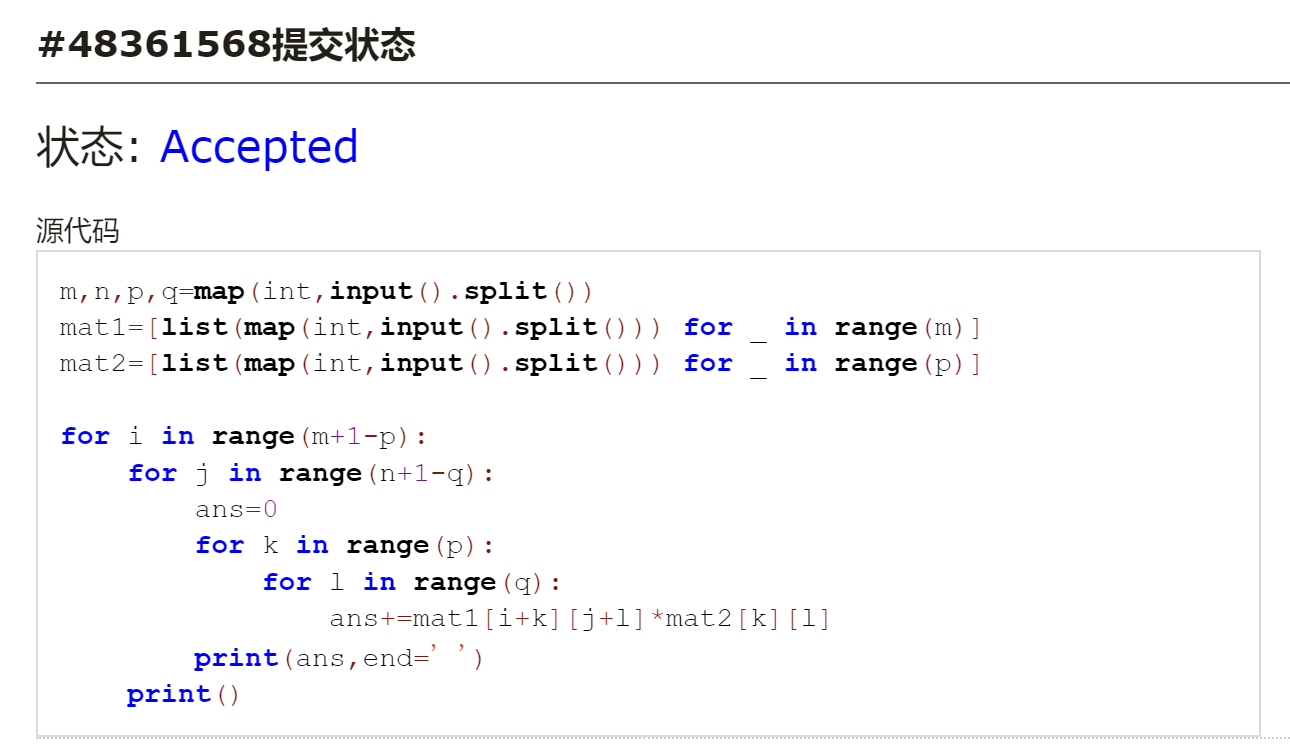 #48361568提交状态
状态: Accepted
源代码
m,n,p,q=map(int,input().split())
mat1=[list(map(int,input().split())) for _ in range(m)]
mat2=[list(map(int,input().split())) for _ in range(p)]
for i in range(m+1-p):
    for j in range(n+1-q):
        ans=0
        for k in range(p):
            for l in range(q):
                ans+=mat1[i+k][j+l]*mat2[k][l]
        print(ans,end=' ')
    print()